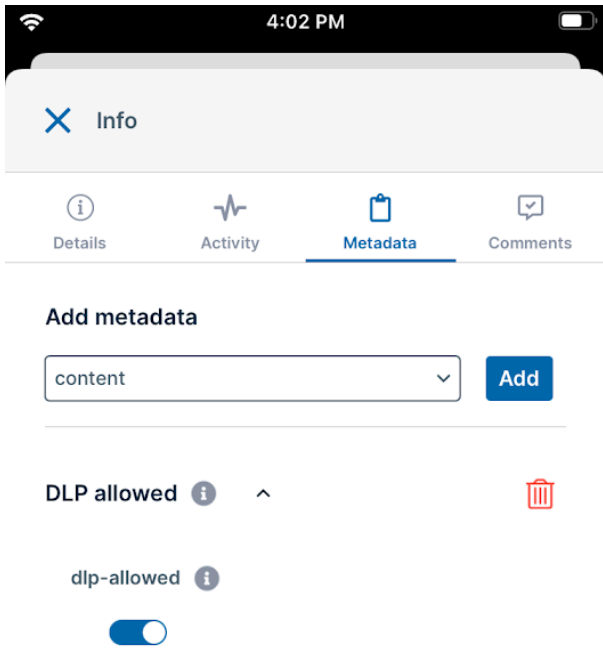 4:02 PM
Info
Details Activity Metadata Comments
Add metadata
content Add
DLP allowed
dlp-allowed